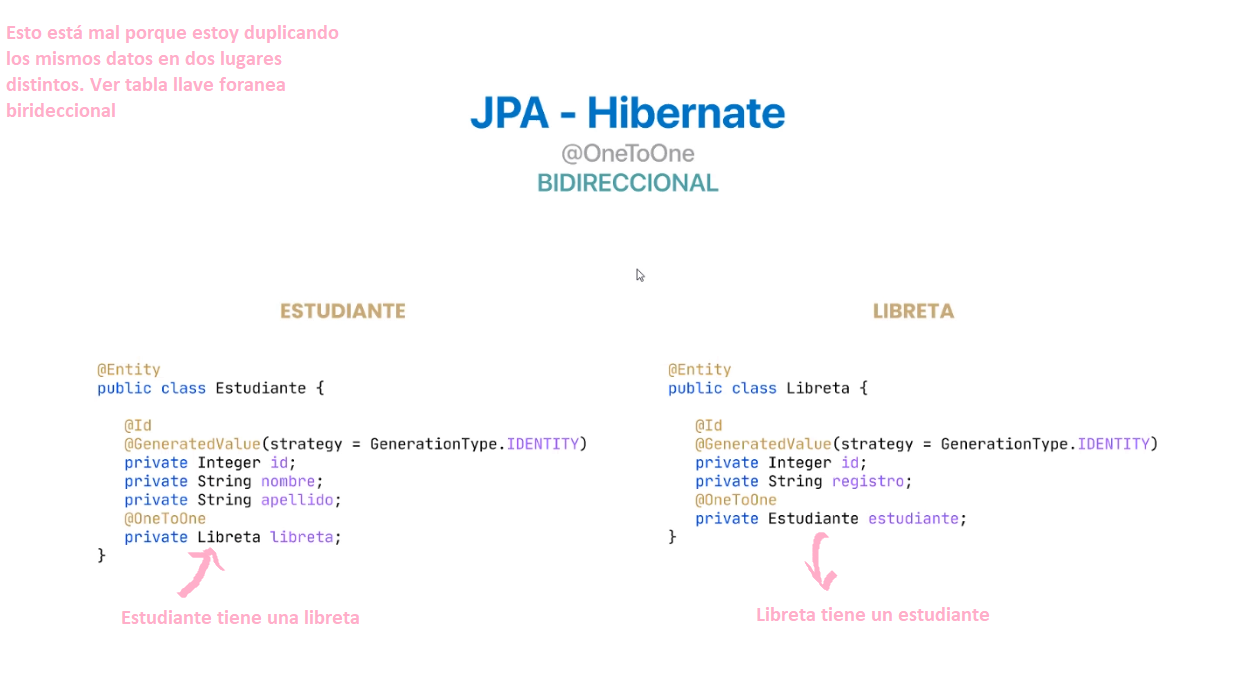 Esto está mal porque estoy duplicando
los mismos datos en dos lugares
distintos. Ver tabla llave foranea
birideccional
JPA - Hibernate
@OneToOne
BIDIRECCIONAL
ESTUDIANTE
@Entity
public class Estudiante {
@Id
@GeneratedValue(strategy = GenerationType.IDENTITY)
private Integer id;
private String nombre;
private String apellido;
@OneToOne
private Libreta libreta;
}
Estudiante tiene una libreta
LIBRETA
@Entity
public class Libreta {
@Id
@GeneratedValue(strategy = GenerationType.IDENTITY)
private Integer id;
private String registro;
@OneToOne
private Estudiante estudiante;
}
Libreta tiene un estudiante